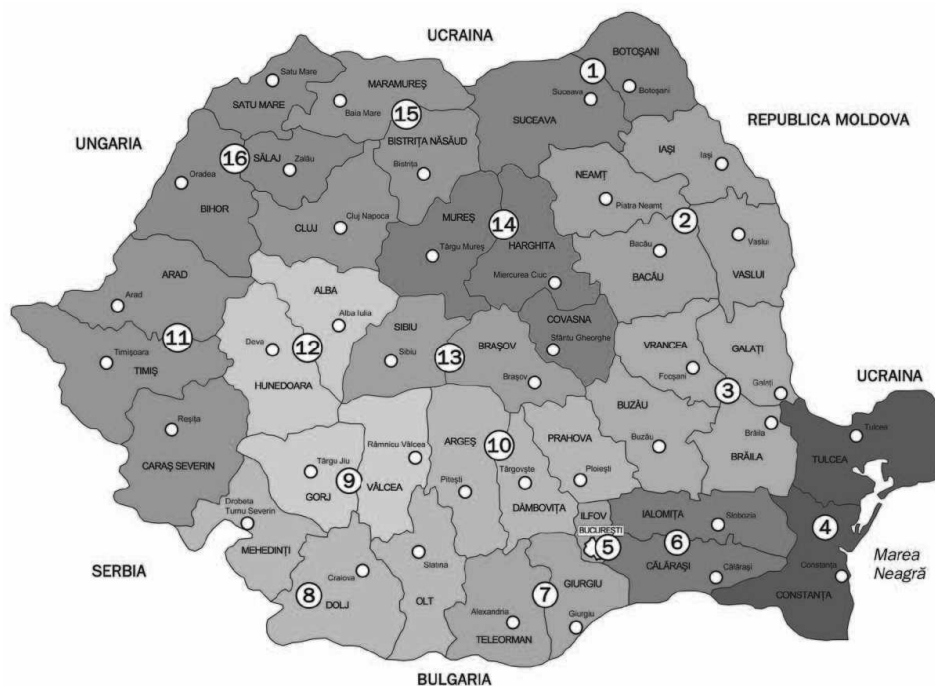 UCRAINA
BOTOȘANI
1
Botoșani
Suceava
SUCEAVA
Satu Mare
SATU MARE
MARAMUREȘ
Baia Mare
15
BISTRIȚA NĂSĂUD
Bistrița
UNGARIA
16
SĂLAJ
Zalău
Oradea
BIHOR
CLUJ
Cluj Napoca
REPUBLICA MOLDOVA
IAȘI
Iași
NEAMȚ
Piatra Neamț
2
Bacău
BACĂU
Vaslui
VASLUI
MUREȘ
14
HARGHITA
Târgu Mureș
Miercurea Ciuc
ARAD
Arad
11
Timișoara
TIMIȘ
ALBA
Alba Iulia
Deva
12
HUNEDOARA
SIBIU
Sibiu
13
BRAȘOV
Brașov
COVASNA
Sfântu Gheorghe
VRANCEA
Focșani
GALAȚI
Galați
3
UCRAINA
Reșița
CARAȘ SEVERIN
BUZĂU
Buzău
Brăila
BRĂILA
Tulcea
TULCEA
Râmnicu Vâlcea
Târgu Jiu
9
GORJ
VÂLCEA
ARGEȘ
10
Pitești
Târgovște
DÂMBOVIȚA
PRAHOVA
Ploiești
Drobeta
Turnu Severin
MEHEDINȚI
ILFOV
BUCUREȘTI
5
IALOMIȚA
Slobozia
6
CĂLĂRAȘI
Călărași
4
Constanța
CONSTANȚA
Marea
Neagră
SERBIA
Craiova
8
DOLJ
Slatina
OLT
Alexandria
TELEORMAN
7
GIURGIU
Giurgiu
BULGARIA